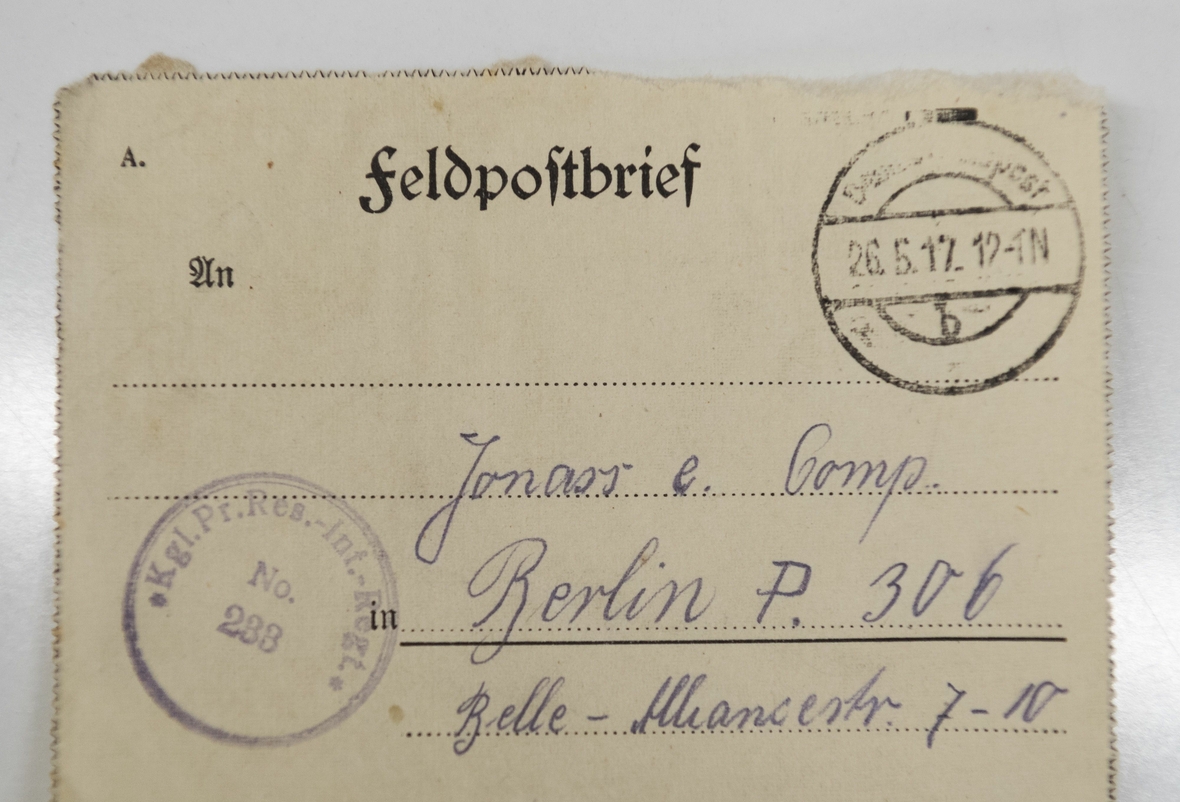 A.
Feldpostbrief
26.5.17. 12-1N
b
An
Jonass e. Comp.
Kgl. Pr. Res.-Inf.-Regt.
No.
233
in Berlin P. 306
Belle-Alliancestr. 7-10